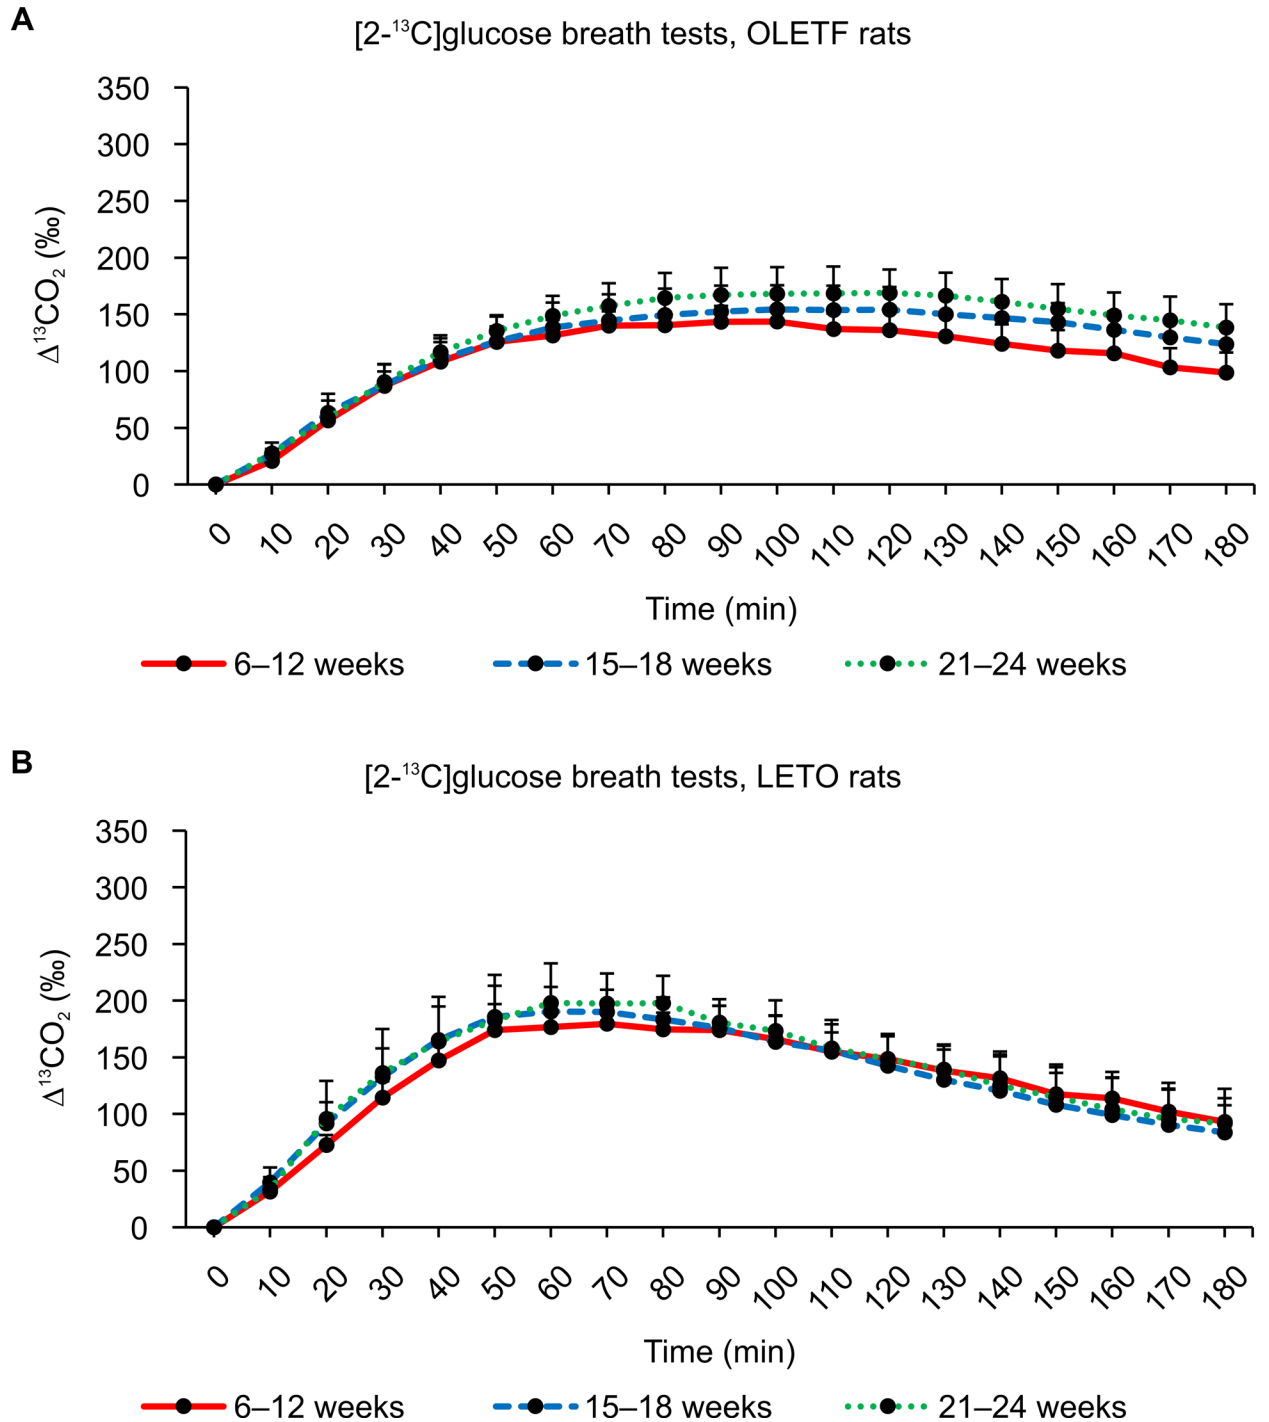 A
[2-¹³C]glucose breath tests, OLETF rats
350
300
250
200
150
100
50
0
Δ¹³CO₂ (‰)
0 10 20 30 40 50 60 70 80 90 100 110 120 130 140 150 160 170 180
Time (min)
6–12 weeks 15–18 weeks 21–24 weeks
B
[2-¹³C]glucose breath tests, LETO rats
350
300
250
200
150
100
50
0
Δ¹³CO₂ (‰)
0 10 20 30 40 50 60 70 80 90 100 110 120 130 140 150 160 170 180
Time (min)
6–12 weeks 15–18 weeks 21–24 weeks